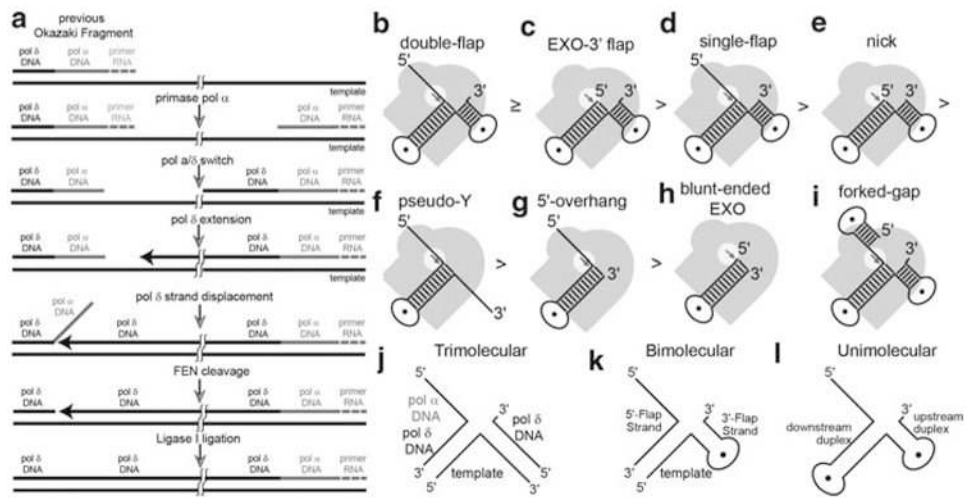 a
previous
Okazaki Fragment
pol δ
DNA
pol α
DNA
primer
RNA
template
primase pol α
pol δ
DNA
pol α
DNA
primer
RNA
pol α
DNA
primer
RNA
template
pol a/δ switch
pol δ
DNA
pol α
DNA
pol δ
DNA
pol α
DNA
primer
RNA
template
pol δ extension
pol δ
DNA
pol α
DNA
pol δ
DNA
pol α
DNA
primer
RNA
template
pol δ strand displacement
pol α
DNA
pol δ
DNA
pol δ
DNA
pol δ
DNA
pol α
DNA
primer
RNA
FEN cleavage
pol δ
DNA
pol δ
DNA
pol δ
DNA
pol α
DNA
primer
RNA
Ligase I ligation
pol δ
DNA
pol δ
DNA
pol δ
DNA
pol α
DNA
primer
RNA
b
double-flap
5'
3'
≥
c
EXO-3' flap
5'
3'
>
d
single-flap
5'
3'
>
e
nick
5'
3'
>
f
pseudo-Y
5'
3'
>
g
5'-overhang
5'
3'
>
h
blunt-ended
EXO
5'
3'
i
forked-gap
5'
3'
j
Trimolecular
5'
pol α
DNA
pol δ
DNA
3'
pol δ
DNA
template
3'
5'
5'
3'
k
Bimolecular
5'
5'-Flap
Strand
3'
3'-Flap
Strand
template
3'
5'
l
Unimolecular
5'
3'
downstream
duplex
upstream
duplex